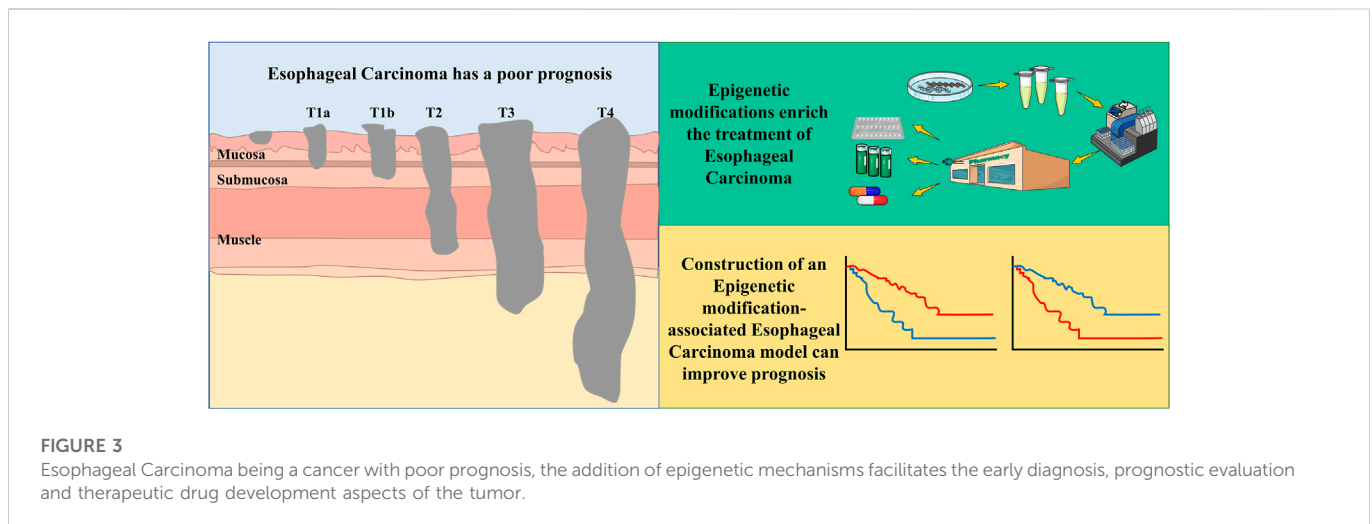 Esophageal Carcinoma has a poor prognosis
T1a
T1b
T2
T3
T4
Mucosa
Submucosa
Muscle
Epigenetic
modifications enrich
the treatment of
Esophageal
Carcinoma
Pharmacy
Construction of an
Epigenetic
modification-
associated Esophageal
Carcinoma model can
improve prognosis
FIGURE 3
Esophageal Carcinoma being a cancer with poor prognosis, the addition of epigenetic mechanisms facilitates the early diagnosis, prognostic evaluation
and therapeutic drug development aspects of the tumor.